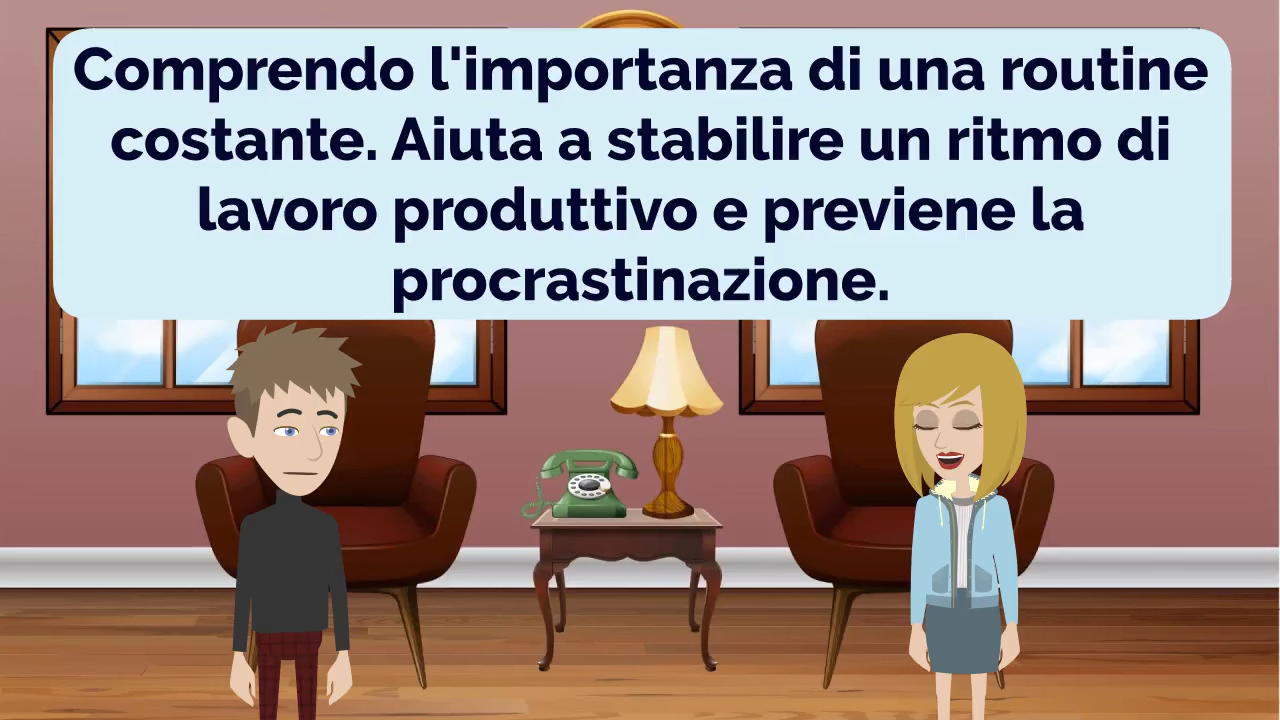 Comprendo l'importanza di una routine
costante. Aiuta a stabilire un ritmo di
lavoro produttivo e previene la
procrastinazione.